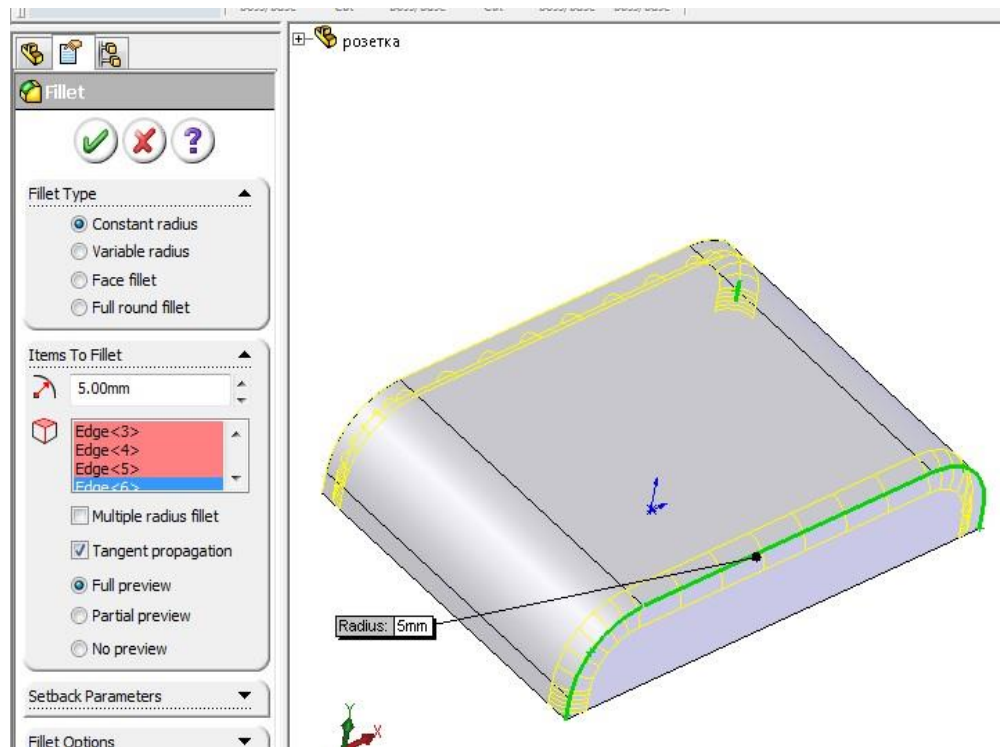 розетка
Fillet
Fillet Type
Constant radius
Variable radius
Face fillet
Full round fillet
Items To Fillet
5.00mm
Edge<3>
Edge<4>
Edge<5>
Edge<6>
Multiple radius fillet
Tangent propagation
Full preview
Partial preview
No preview
Radius: 5mm
Setback Parameters
Fillet Options
Y
X